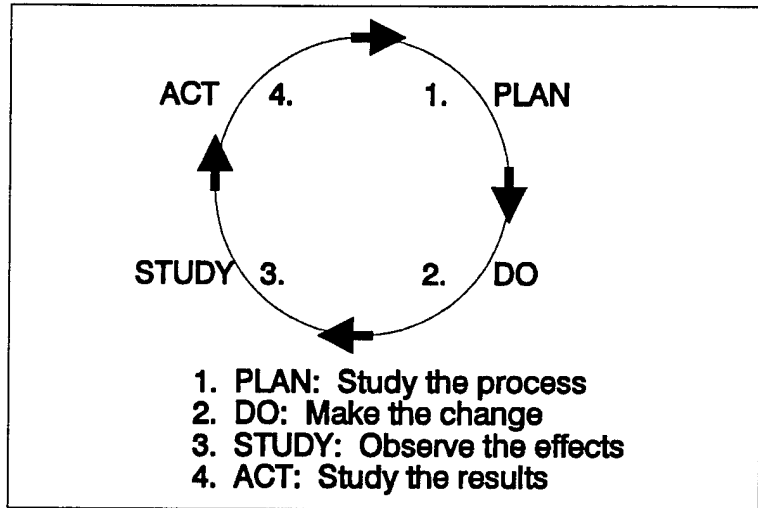 ACT 4. 1. PLAN
STUDY 3. 2. DO
1. PLAN: Study the process
2. DO: Make the change
3. STUDY: Observe the effects
4. ACT: Study the results